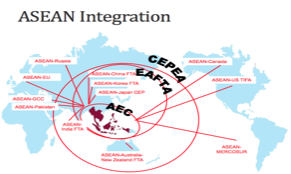 ASEAN Integration
CEPEA
EAFTA
AEC
ASEAN-Russia
ASEAN-EU
ASEAN-GCC
ASEAN-Pakistan
ASEAN-
India FTA
ASEAN-China FTA
ASEAN-Korea FTA
ASEAN-Japan CEP
ASEAN-Canada
ASEAN-US TIFA
ASEAN-Australia-
New Zealand FTA
ASEAN-
MERCOSUR